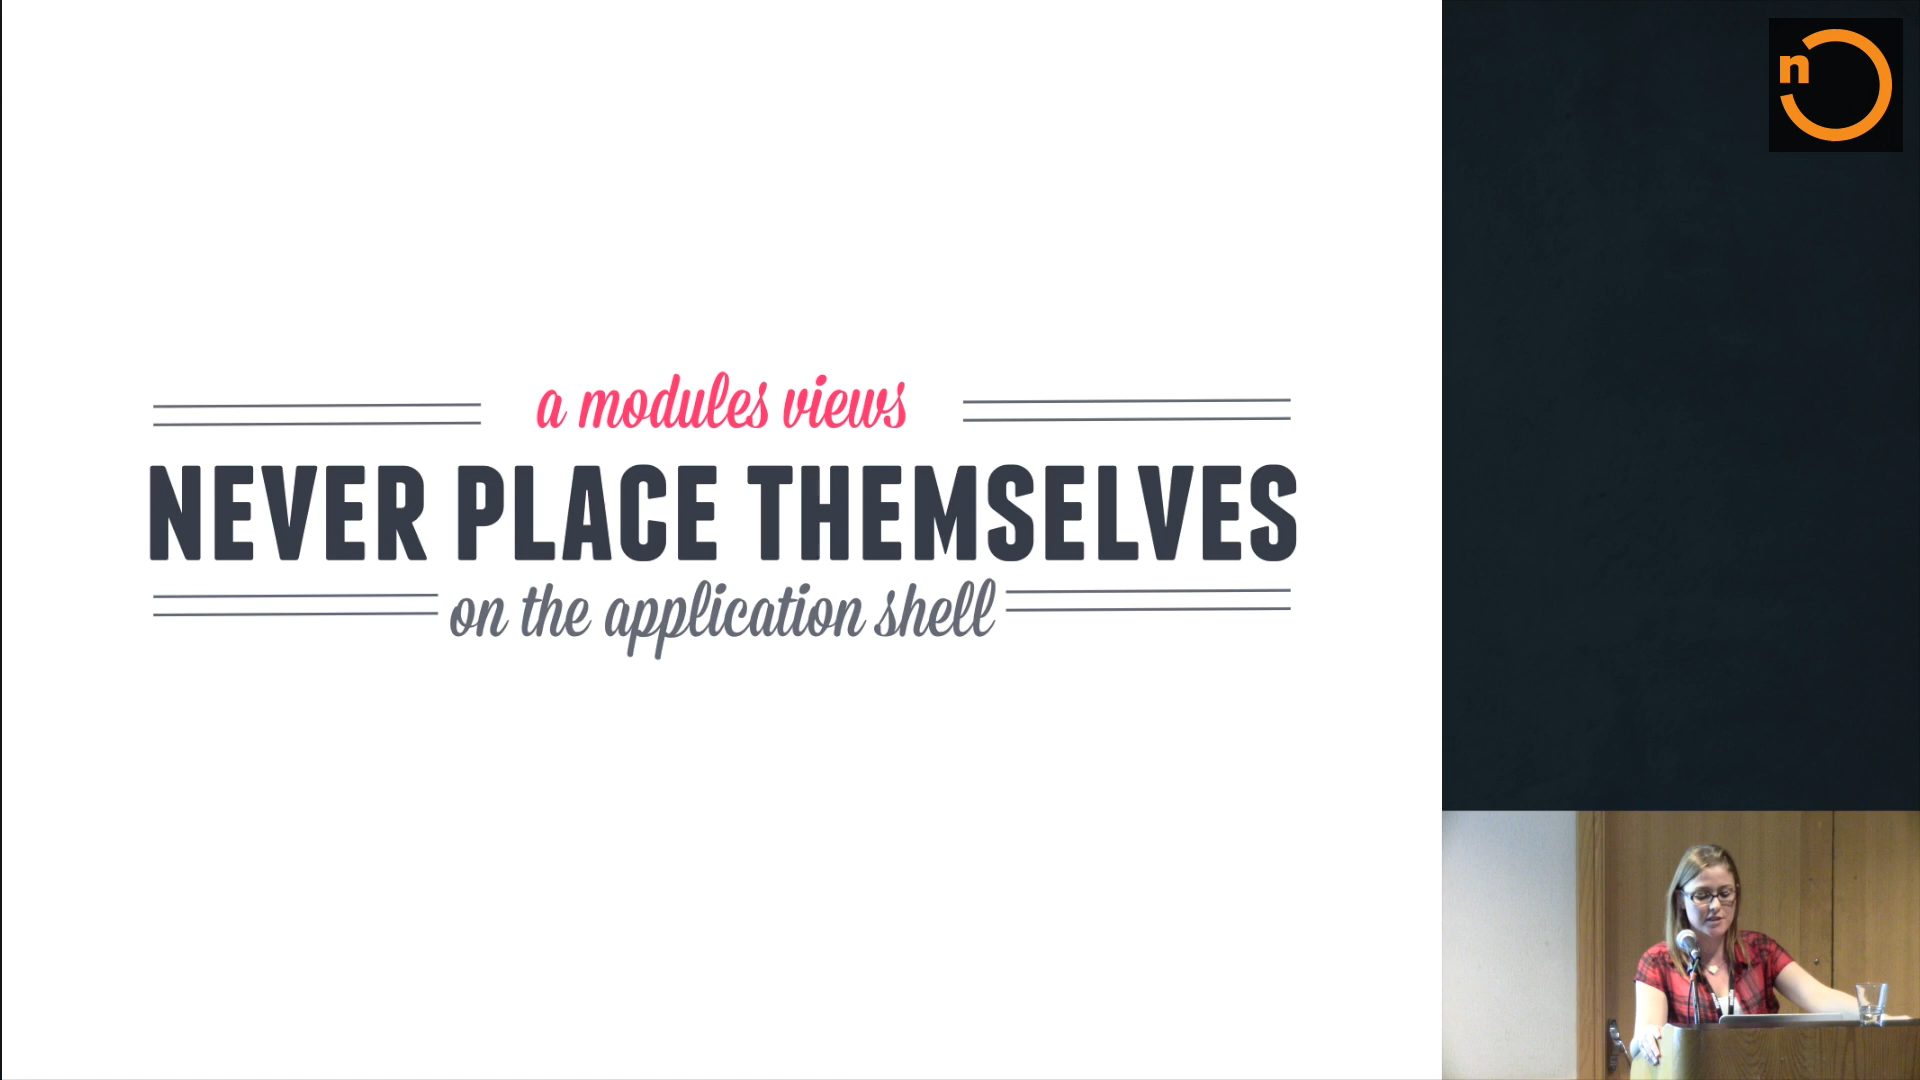 a modules views
NEVER PLACE THEMSELVES
on the application shell
n